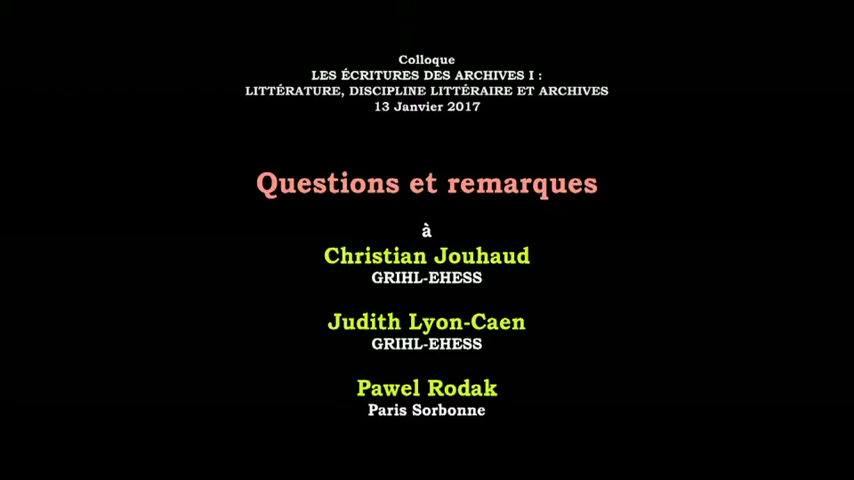 Colloque
LES ÉCRITURES DES ARCHIVES I :
LITTÉRATURE, DISCIPLINE LITTÉRAIRE ET ARCHIVES
13 Janvier 2017
Questions et remarques
à
Christian Jouhaud
GRIHL-EHESS
Judith Lyon-Caen
GRIHL-EHESS
Pawel Rodak
Paris Sorbonne